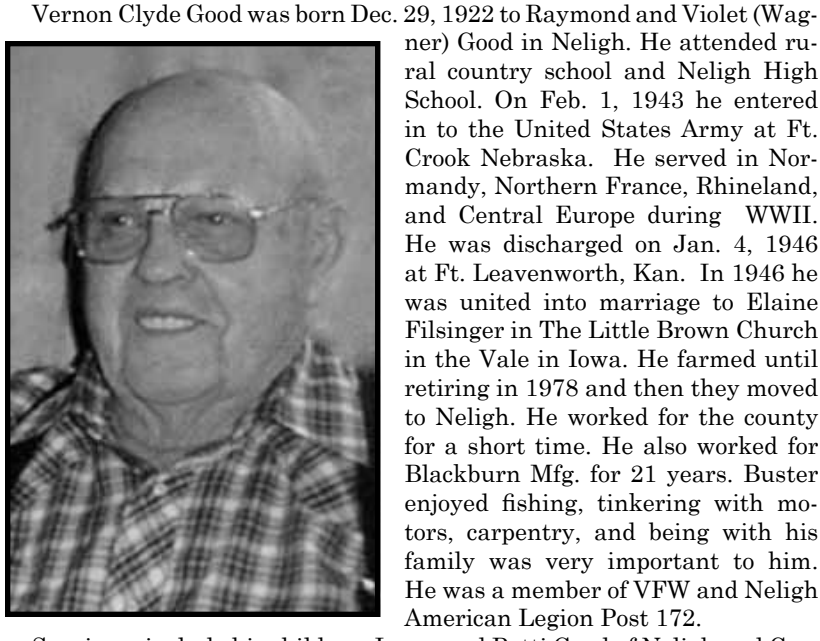 Vernon Clyde Good was born Dec. 29, 1922 to Raymond and Violet (Wag-
ner) Good in Neligh. He attended ru-
ral country school and Neligh High
School. On Feb. 1, 1943 he entered
in to the United States Army at Ft.
Crook Nebraska. He served in Nor-
mandy, Northern France, Rhineland,
and Central Europe during WWII.
He was discharged on Jan. 4, 1946
at Ft. Leavenworth, Kan. In 1946 he
was united into marriage to Elaine
Filsinger in The Little Brown Church
in the Vale in Iowa. He farmed until
retiring in 1978 and then they moved
to Neligh. He worked for the county
for a short time. He also worked for
Blackburn Mfg. for 21 years. Buster
enjoyed fishing, tinkering with mo-
tors, carpentry, and being with his
family was very important to him.
He was a member of VFW and Neligh
American Legion Post 172.